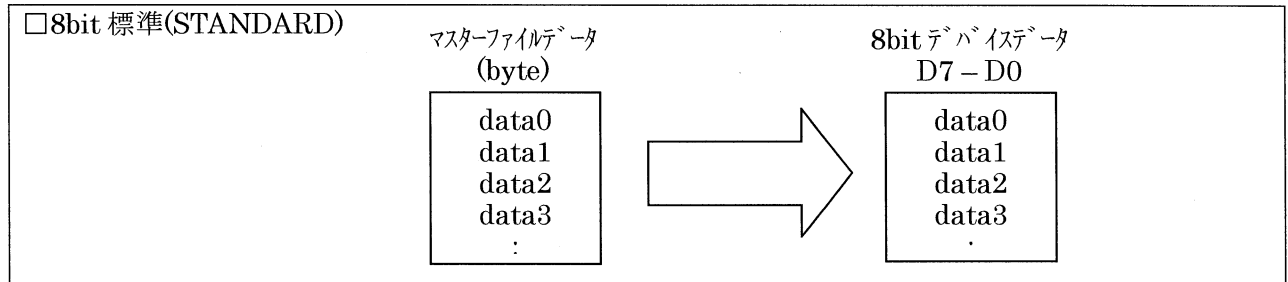 □8bit 標準(STANDARD)
ﾏｽﾀｰﾌｧｲﾙﾃﾞｰﾀ
(byte)
data0
data1
data2
data3
:
8bit ﾃﾞﾊﾞｲｽﾃﾞｰﾀ
D7 – D0
data0
data1
data2
data3
.